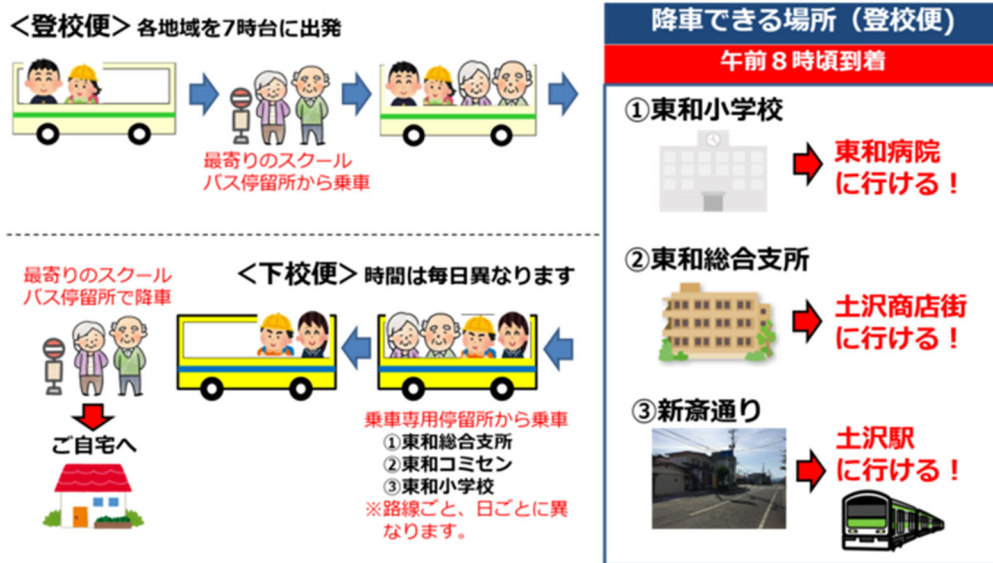 ＜登校便＞各地域を7時台に出発
最寄りのスクール
バス停留所から乗車
最寄りのスクール
バス停留所で降車
＜下校便＞時間は毎日異なります
ご自宅へ
乗車専用停留所から乗車
①東和総合支所
②東和コミセン
③東和小学校
※路線ごと、日ごとに異
なります。
降車できる場所（登校便)
午前８時頃到着
①東和小学校
東和病院
に行ける！
②東和総合支所
土沢商店街
に行ける！
③新斎通り
土沢駅
に行ける！